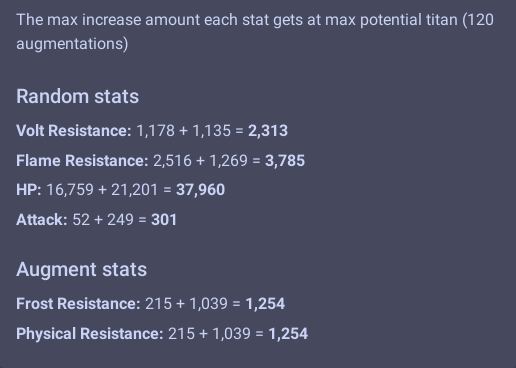 The max increase amount each stat gets at max potential titan (120
augmentations)
Random stats
Volt Resistance: 1,178 + 1,135 = 2,313
Flame Resistance: 2,516 + 1,269 = 3,785
HP: 16,759 + 21,201 = 37,960
Attack: 52 + 249 = 301
Augment stats
Frost Resistance: 215 + 1,039 = 1,254
Physical Resistance: 215 + 1,039 = 1,254